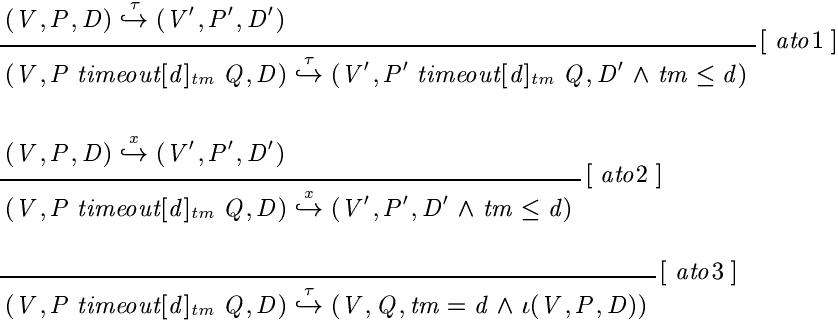 (V, P, D) ↪^τ (V′, P′, D′)
[ ato1 ]
(V, P timeout[d]_tm Q, D) ↪^τ (V′, P′ timeout[d]_tm Q, D′ ∧ tm ≤ d)
(V, P, D) ↪^x (V′, P′, D′)
[ ato2 ]
(V, P timeout[d]_tm Q, D) ↪^x (V′, P′, D′ ∧ tm ≤ d)
[ ato3 ]
(V, P timeout[d]_tm Q, D) ↪^τ (V, Q, tm = d ∧ ι(V, P, D))